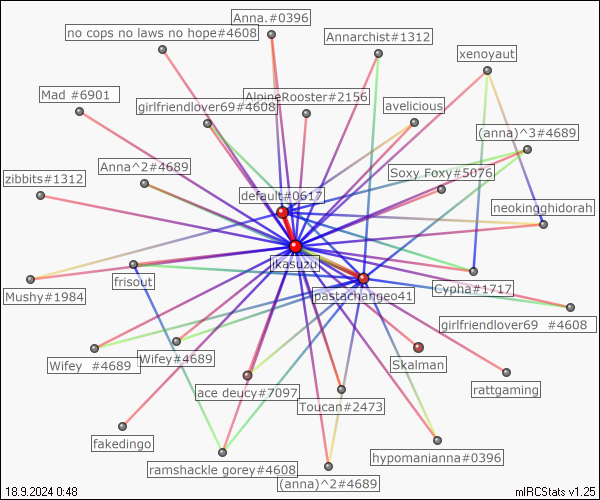 Anna.#0396
no cops no laws no hope#4608
Annarchist#1312
xenoyaut
Mad #6901
AlpineRooster#2156
girlfriendlover69#4608
avelicious
(anna)^3#4689
Anna^2#4689
Soxy Foxy#5076
zibbits#1312
default#0617
neokingghidorah
ikasuzu
frisout
Mushy#1984
pastachangeo41
Cypha#1717
girlfriendlover69 #4608
Wifey #4689
Wifey#4689
Skalman
rattgaming
ace deucy#7097
Toucan#2473
fakedingo
hypomanianna#0396
ramshackle gorey#4608
(anna)^2#4689
18.9.2024 0:48
mIRCStats v1.25